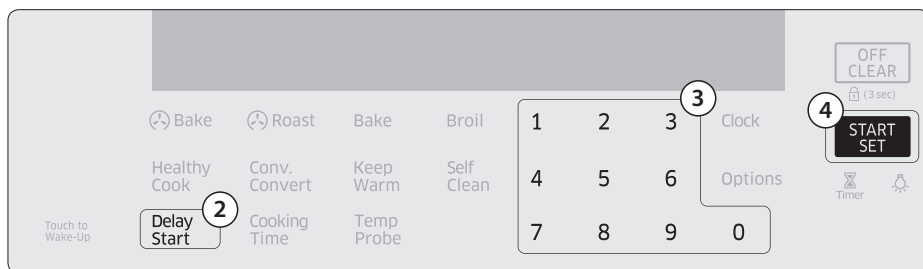 OFF
CLEAR
(3 sec)
3
4
Bake Roast Bake Broil 1 2 3 Clock START
SET
Healthy
Cook
Conv.
Convert
Keep
Warm
Self
Clean
4 5 6 Options
Timer
2
Touch to
Wake-Up
Delay
Start
Cooking
Time
Temp
Probe
7 8 9 0